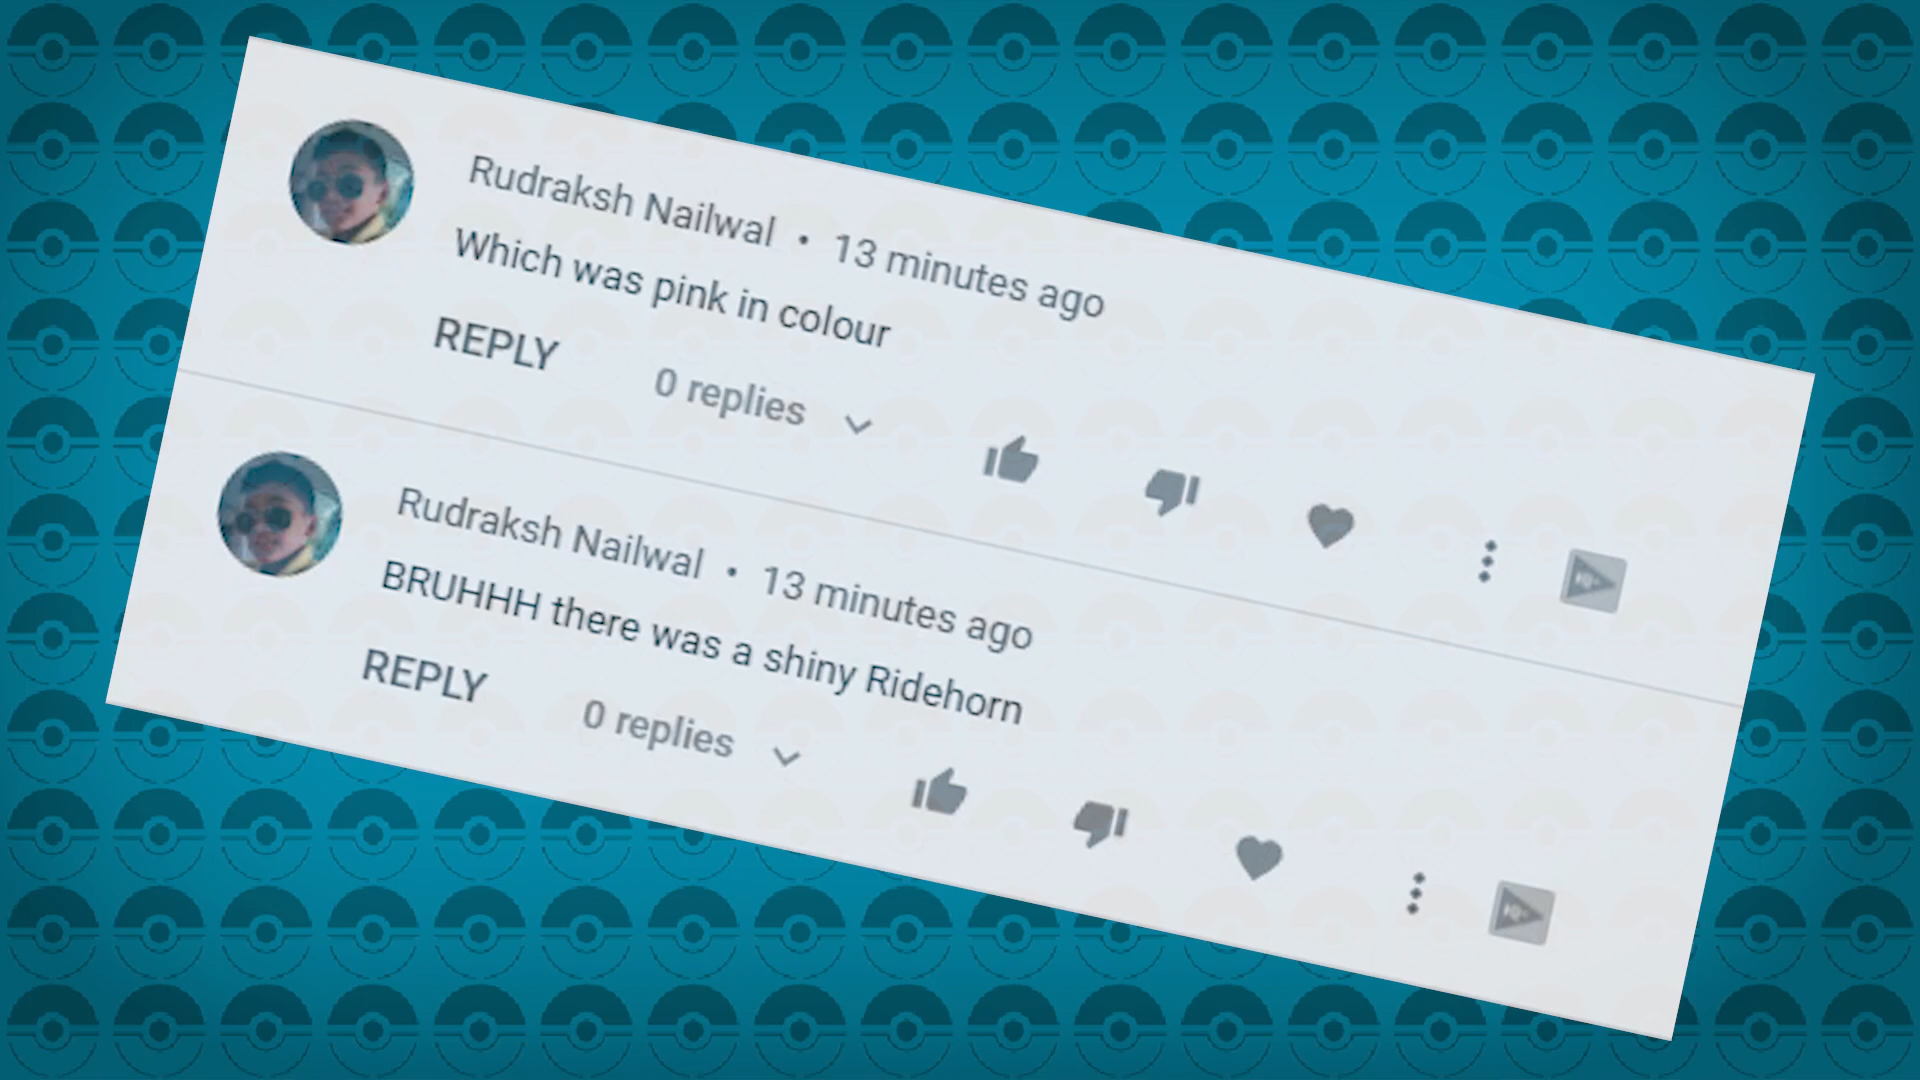 Rudraksh Nailwal • 13 minutes ago
Which was pink in colour
REPLY 0 replies
Rudraksh Nailwal • 13 minutes ago
BRUHHH there was a shiny Ridehorn
REPLY 0 replies